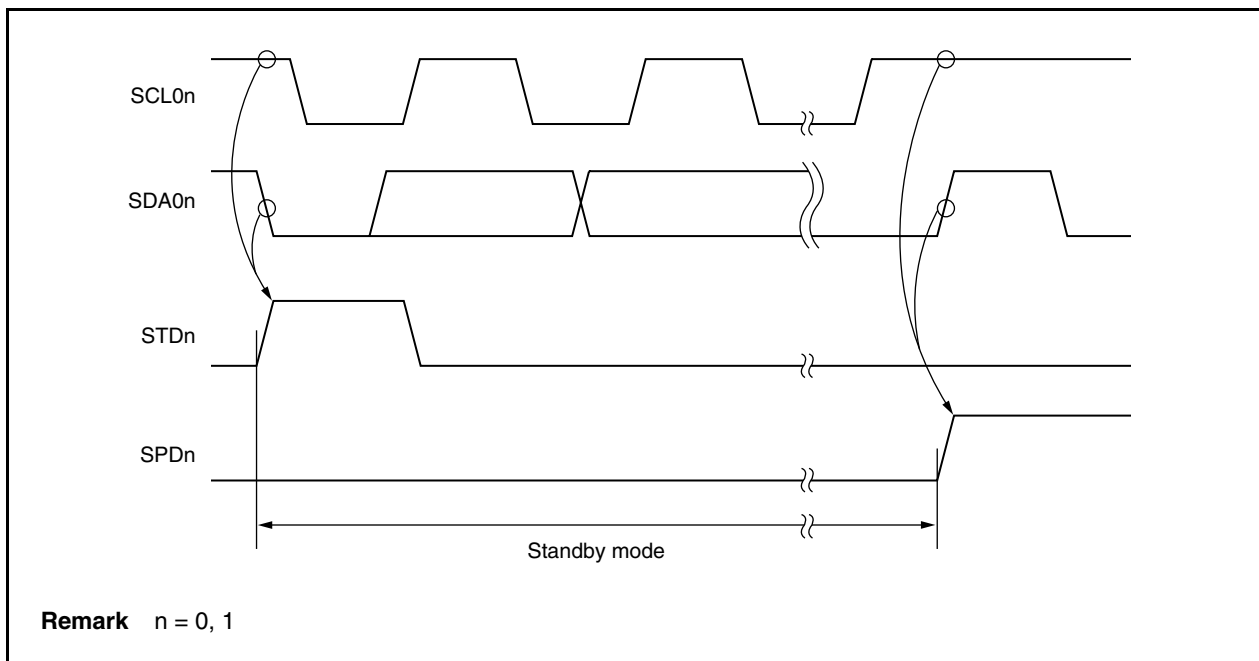 SCL0n
SDA0n
STDn
SPDn
Standby mode
Remark n = 0, 1